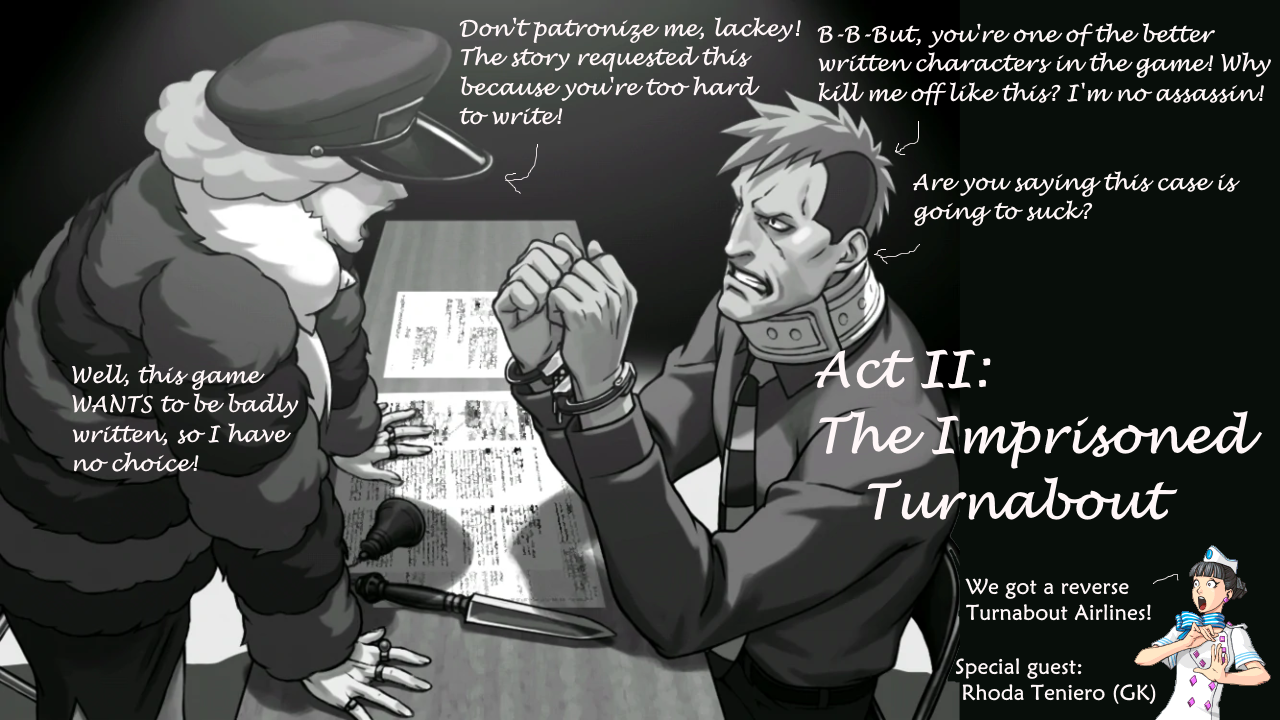 Don't patronize me, lackey!
The story requested this
because you're too hard
to write!
B-B-But, you're one of the better
written characters in the game! Why
kill me off like this? I'm no assassin!
Are you saying this case is
going to suck?
Well, this game
WANTS to be badly
written, so I have
no choice!
Act II:
The Imprisoned
Turnabout
We got a reverse
Turnabout Airlines!
Special guest:
Rhoda Teniero (GK)